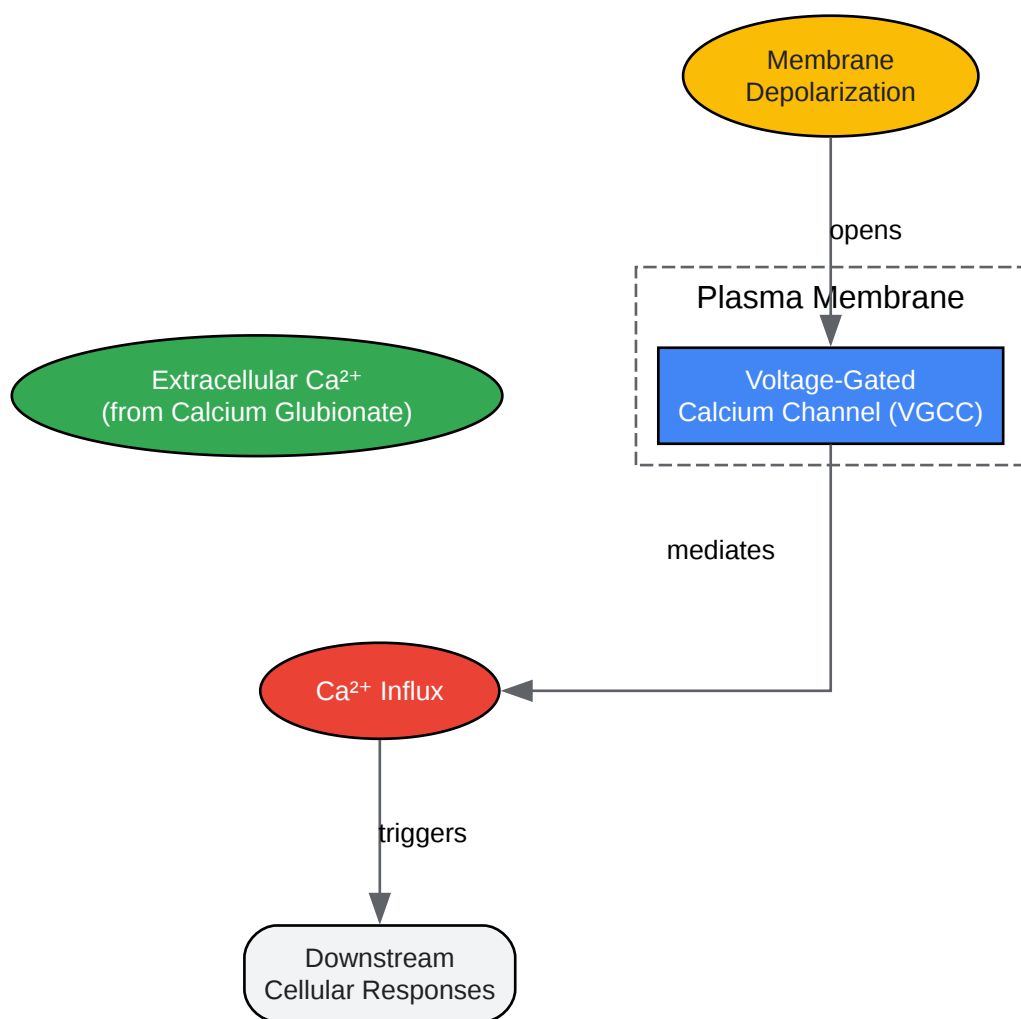 Membrane
Depolarization
opens
Plasma Membrane
Extracellular Ca²⁺
(from Calcium Glubionate)
Voltage-Gated
Calcium Channel (VGCC)
mediates
Ca²⁺ Influx
triggers
Downstream
Cellular Responses